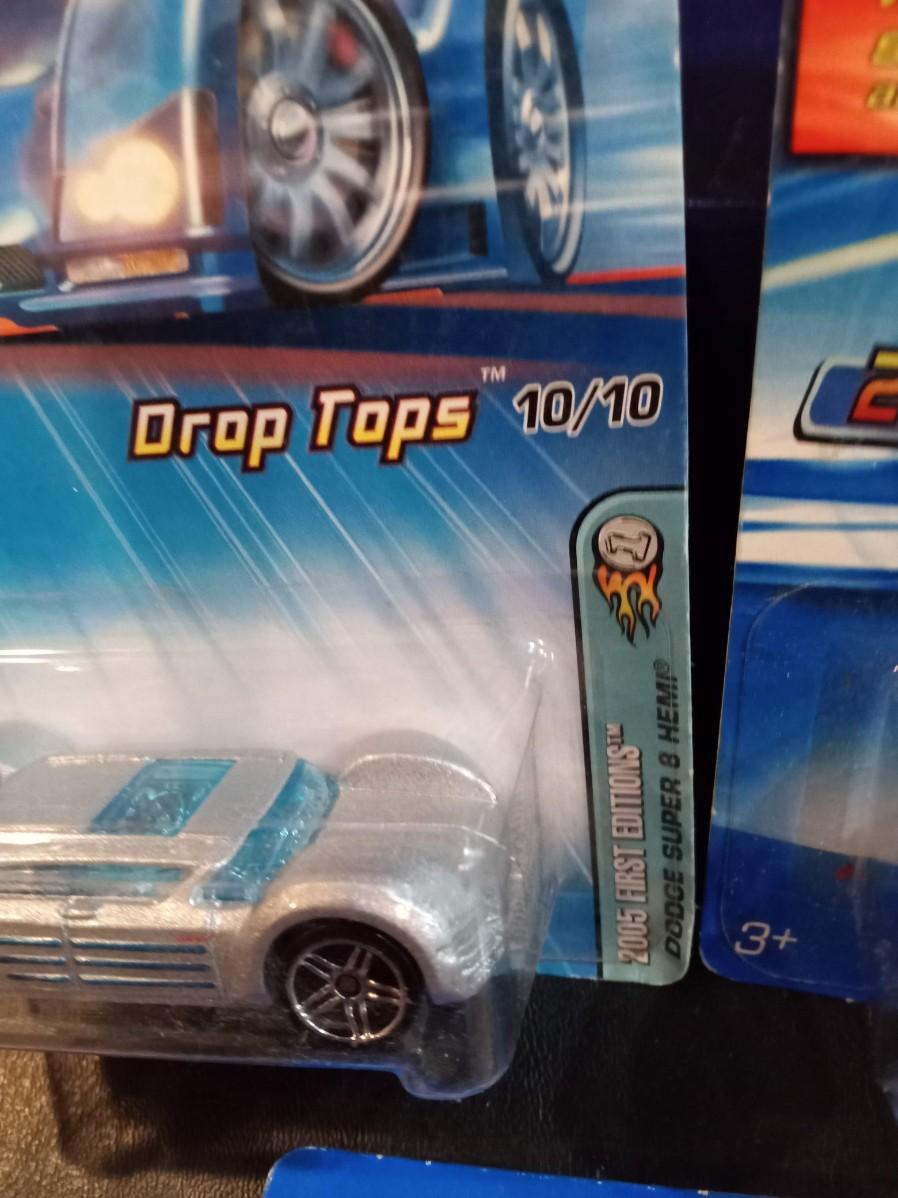 Drop Tops™ 10/10
2005 FIRST EDITIONS™
DODGE SUPER 8 HEMI®
3+